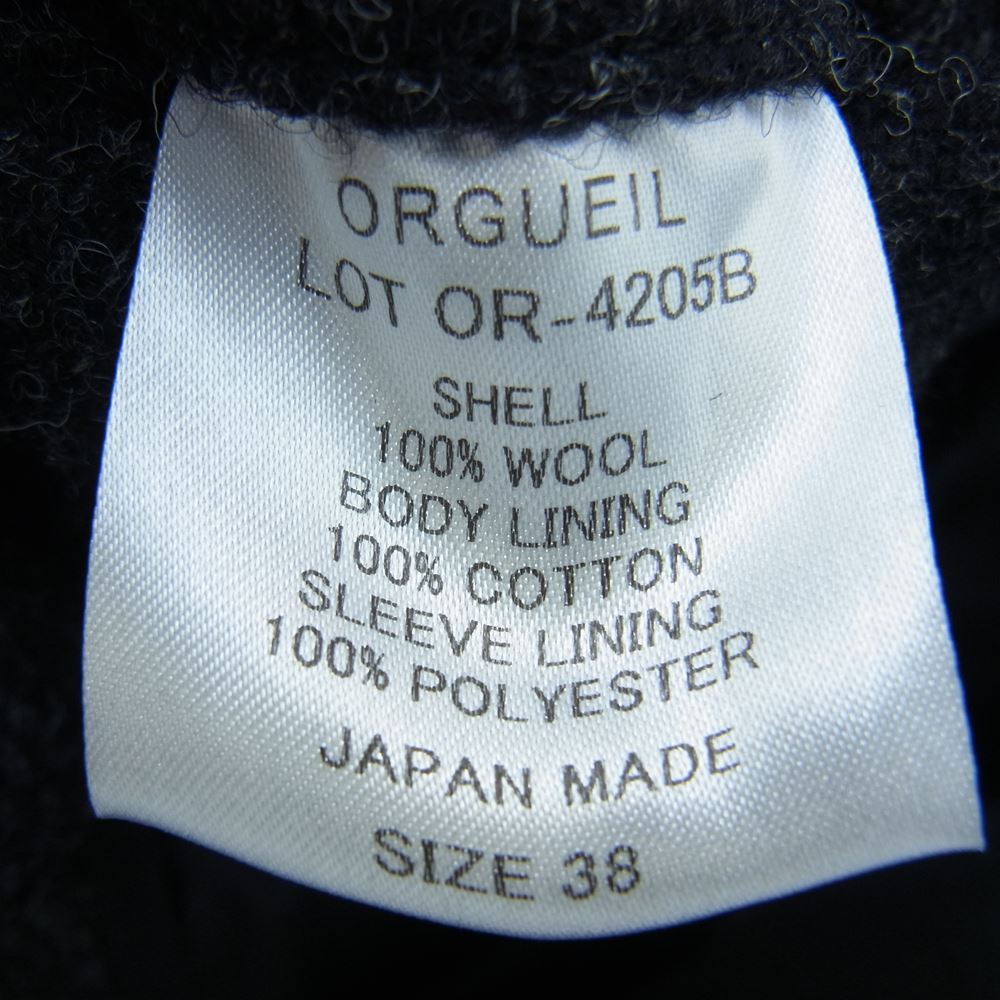 ORGUEIL
LOT OR-4205B
SHELL
100% WOOL
BODY LINING
100% COTTON
SLEEVE LINING
100% POLYESTER
JAPAN MADE
SIZE 38